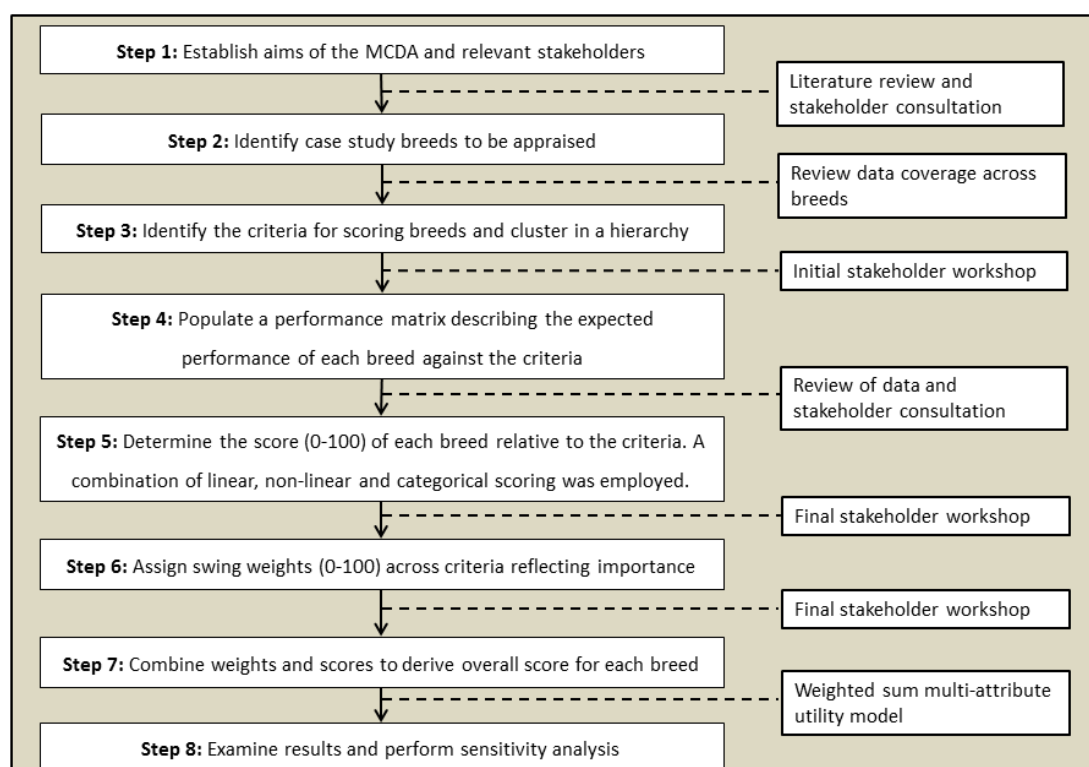 Step 1: Establish aims of the MCDA and relevant stakeholders
Literature review and
stakeholder consultation
Step 2: Identify case study breeds to be appraised
Review data coverage across
breeds
Step 3: Identify the criteria for scoring breeds and cluster in a hierarchy
Initial stakeholder workshop
Step 4: Populate a performance matrix describing the expected
performance of each breed against the criteria
Review of data and
stakeholder consultation
Step 5: Determine the score (0-100) of each breed relative to the criteria. A
combination of linear, non-linear and categorical scoring was employed.
Final stakeholder workshop
Step 6: Assign swing weights (0-100) across criteria reflecting importance
Final stakeholder workshop
Step 7: Combine weights and scores to derive overall score for each breed
Weighted sum multi-attribute
utility model
Step 8: Examine results and perform sensitivity analysis